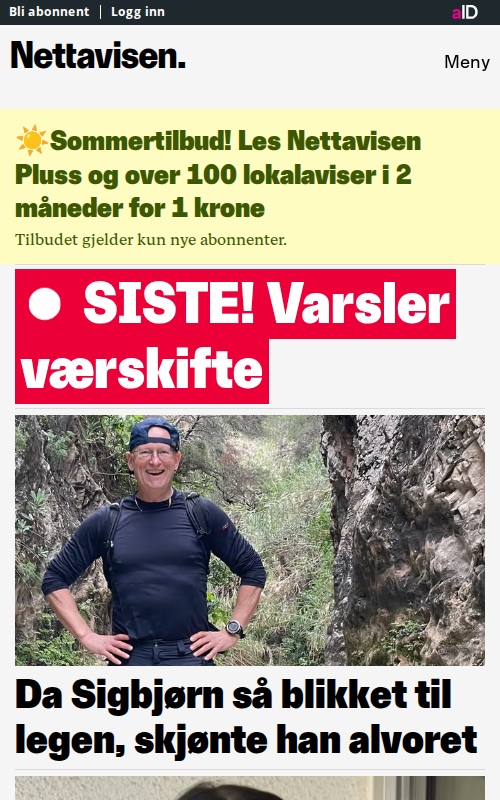 Bli abonnent | Logg inn
aID
Nettavisen.
Meny
☀️Sommertilbud! Les Nettavisen
Pluss og over 100 lokalaviser i 2
måneder for 1 krone
Tilbudet gjelder kun nye abonnenter.
SISTE! Varsler
værskifte
Da Sigbjørn så blikket til
legen, skjønte han alvoret